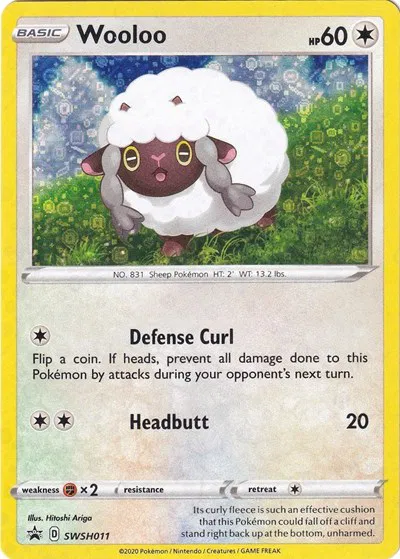 BASIC Wooloo HP60
NO. 831 Sheep Pokémon HT: 2' WT: 13.2 lbs.
Defense Curl
Flip a coin. If heads, prevent all damage done to this
Pokémon by attacks during your opponent's next turn.
Headbutt 20
weakness ×2 resistance retreat
Illus. Hitoshi Ariga
D SWSH011
Its curly fleece is such an effective cushion
that this Pokémon could fall off a cliff and
stand right back up at the bottom, unharmed.
©2020 Pokémon / Nintendo / Creatures / GAME FREAK